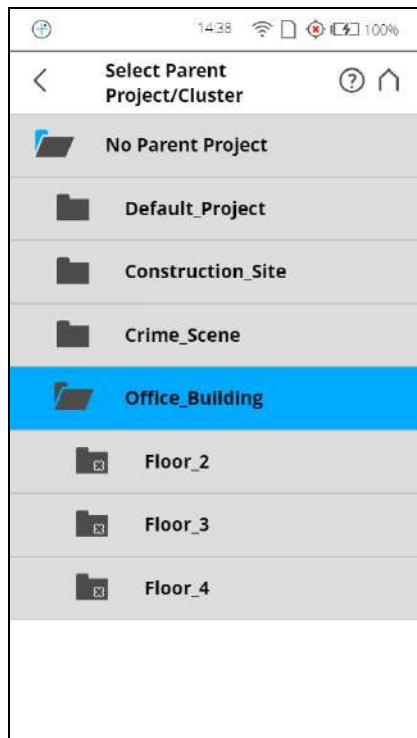 14:38 100%
Select Parent
Project/Cluster
No Parent Project
Default_Project
Construction_Site
Crime_Scene
Office_Building
Floor_2
Floor_3
Floor_4